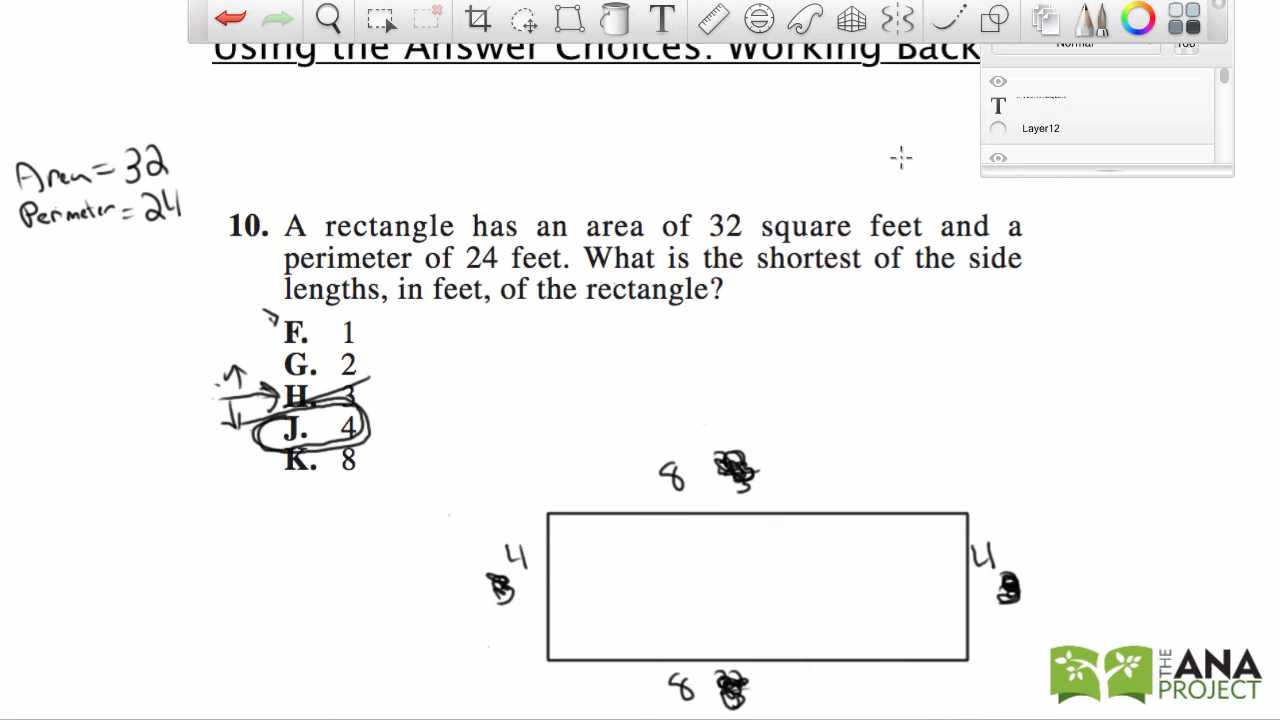 Using the Answer Choices: Working Back
Normal
100
T
Layer12
Area = 32
Perimeter = 24
10. A rectangle has an area of 32 square feet and a
perimeter of 24 feet. What is the shortest of the side
lengths, in feet, of the rectangle?
F. 1
G. 2
H. 3
J. 4
K. 8
8
4
4
8
THE ANA
PROJECT